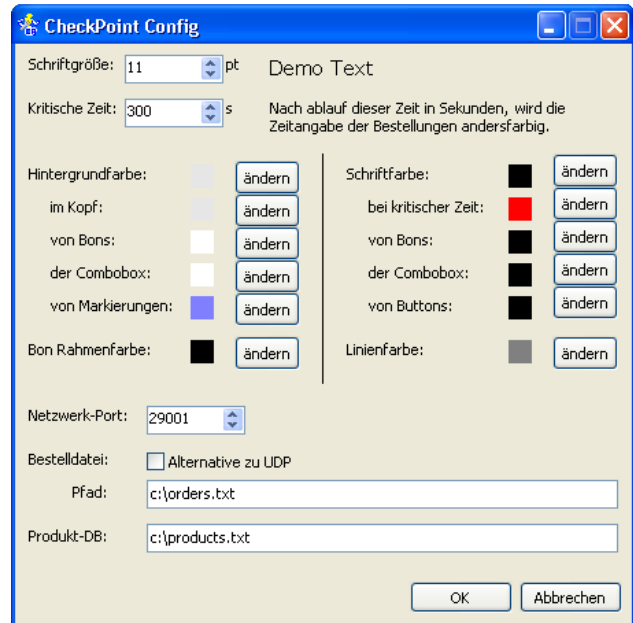 CheckPoint Config
Schriftgröße: 11 pt Demo Text
Kritische Zeit: 300 s Nach ablauf dieser Zeit in Sekunden, wird die
Zeitangabe der Bestellungen andersfarbig.
Hintergrundfarbe: ändern Schriftfarbe: ändern
im Kopf: ändern bei kritischer Zeit: ändern
von Bons: ändern von Bons: ändern
der Combobox: ändern der Combobox: ändern
von Markierungen: ändern von Buttons: ändern
Bon Rahmenfarbe: ändern Linienfarbe: ändern
Netzwerk-Port: 29001
Bestelldatei: Alternative zu UDP
Pfad: c:\orders.txt
Produkt-DB: c:\products.txt
OK Abbrechen